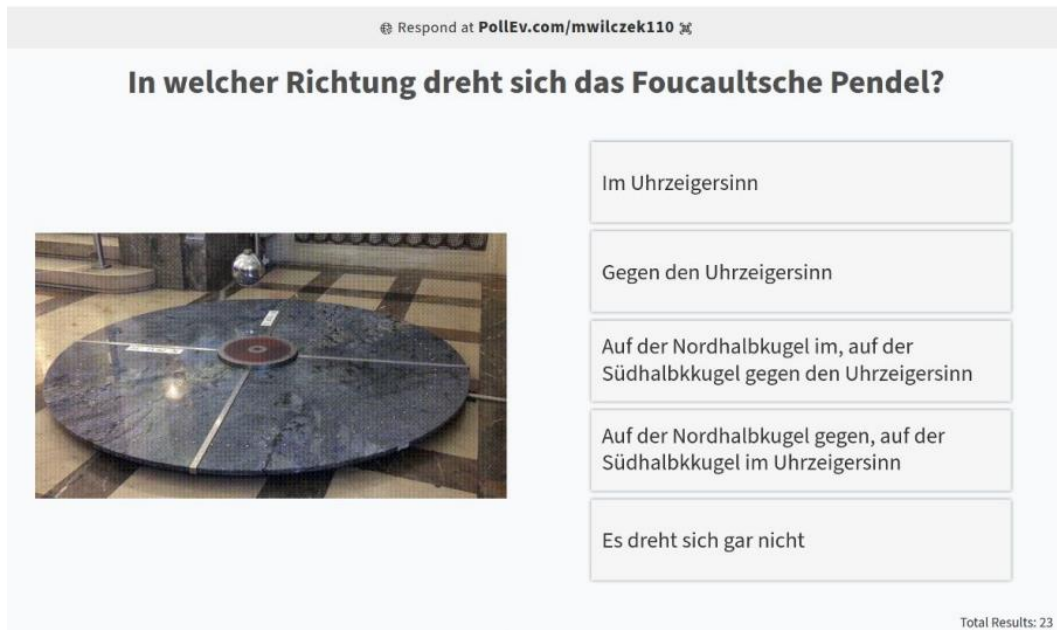 Respond at PollEv.com/mwilczek110
In welcher Richtung dreht sich das Foucaultsche Pendel?
Im Uhrzeigersinn
Gegen den Uhrzeigersinn
Auf der Nordhalbkugel im, auf der
Südhalbkkugel gegen den Uhrzeigersinn
Auf der Nordhalbkugel gegen, auf der
Südhalbkkugel im Uhrzeigersinn
Es dreht sich gar nicht
Total Results: 23